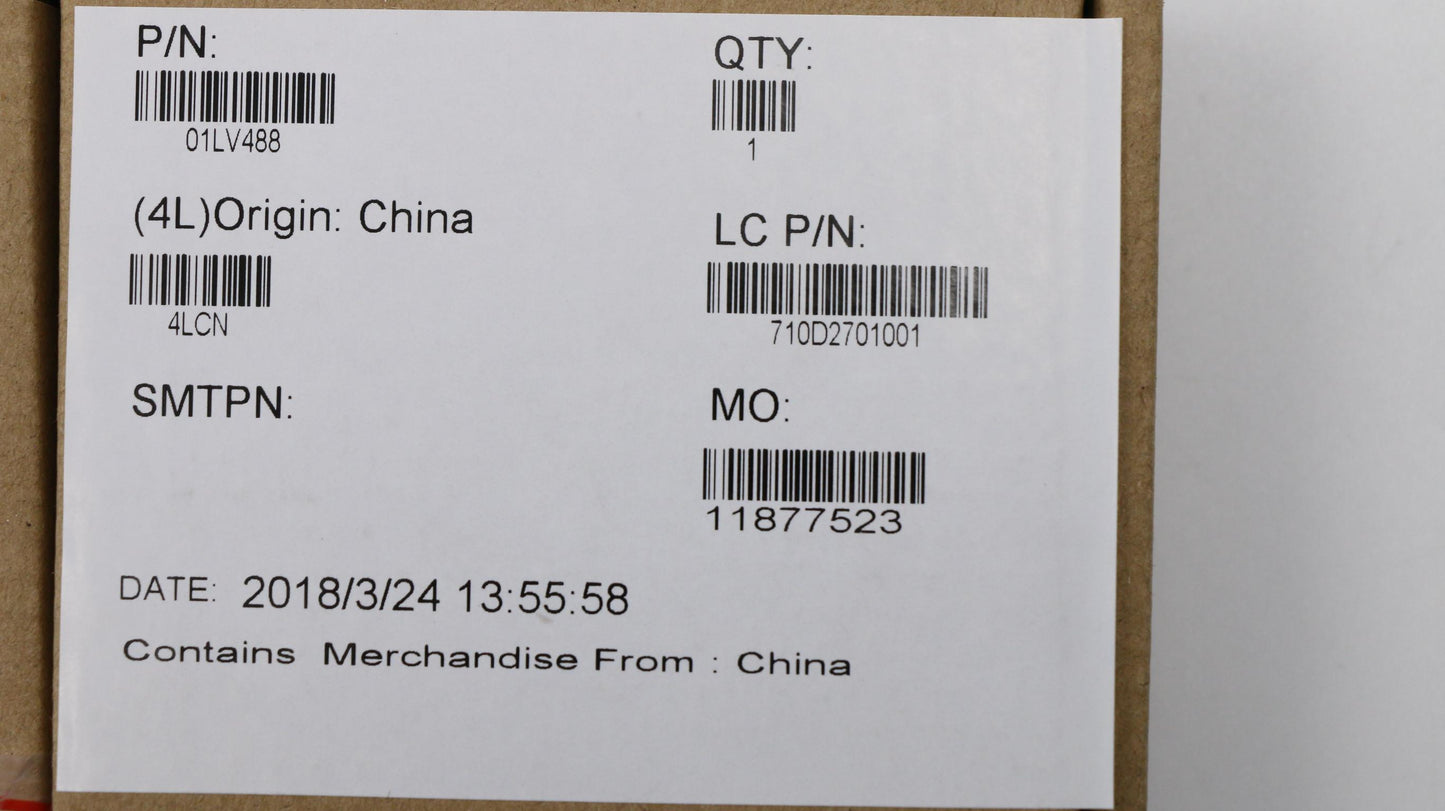 P/N:
QTY:
01LV488
1
(4L)Origin: China
LC P/N:
4LCN
710D2701001
SMTPN:
MO:
11877523
DATE: 2018/3/24 13:55:58
Contains Merchandise From : China